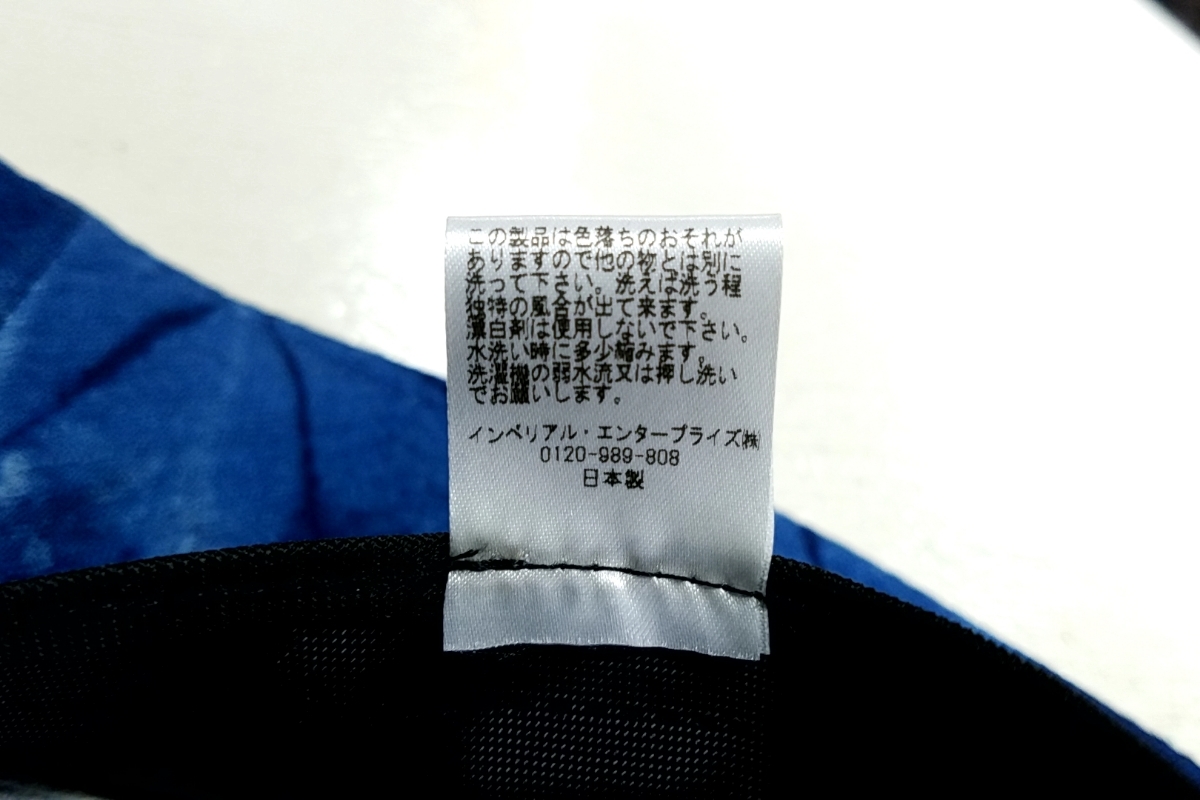 この製品は色落ちのおそれが
ありますので他の物とは別に
洗って下さい。洗えば洗う程
独特の風合が出て来ます。
漂白剤は使用しないで下さい。
水洗い時に多少縮みます。
洗濯機の弱水流又は押し洗い
でお願いします。
インペリアル・エンタープライズ㈱
0120-989-808
日本製